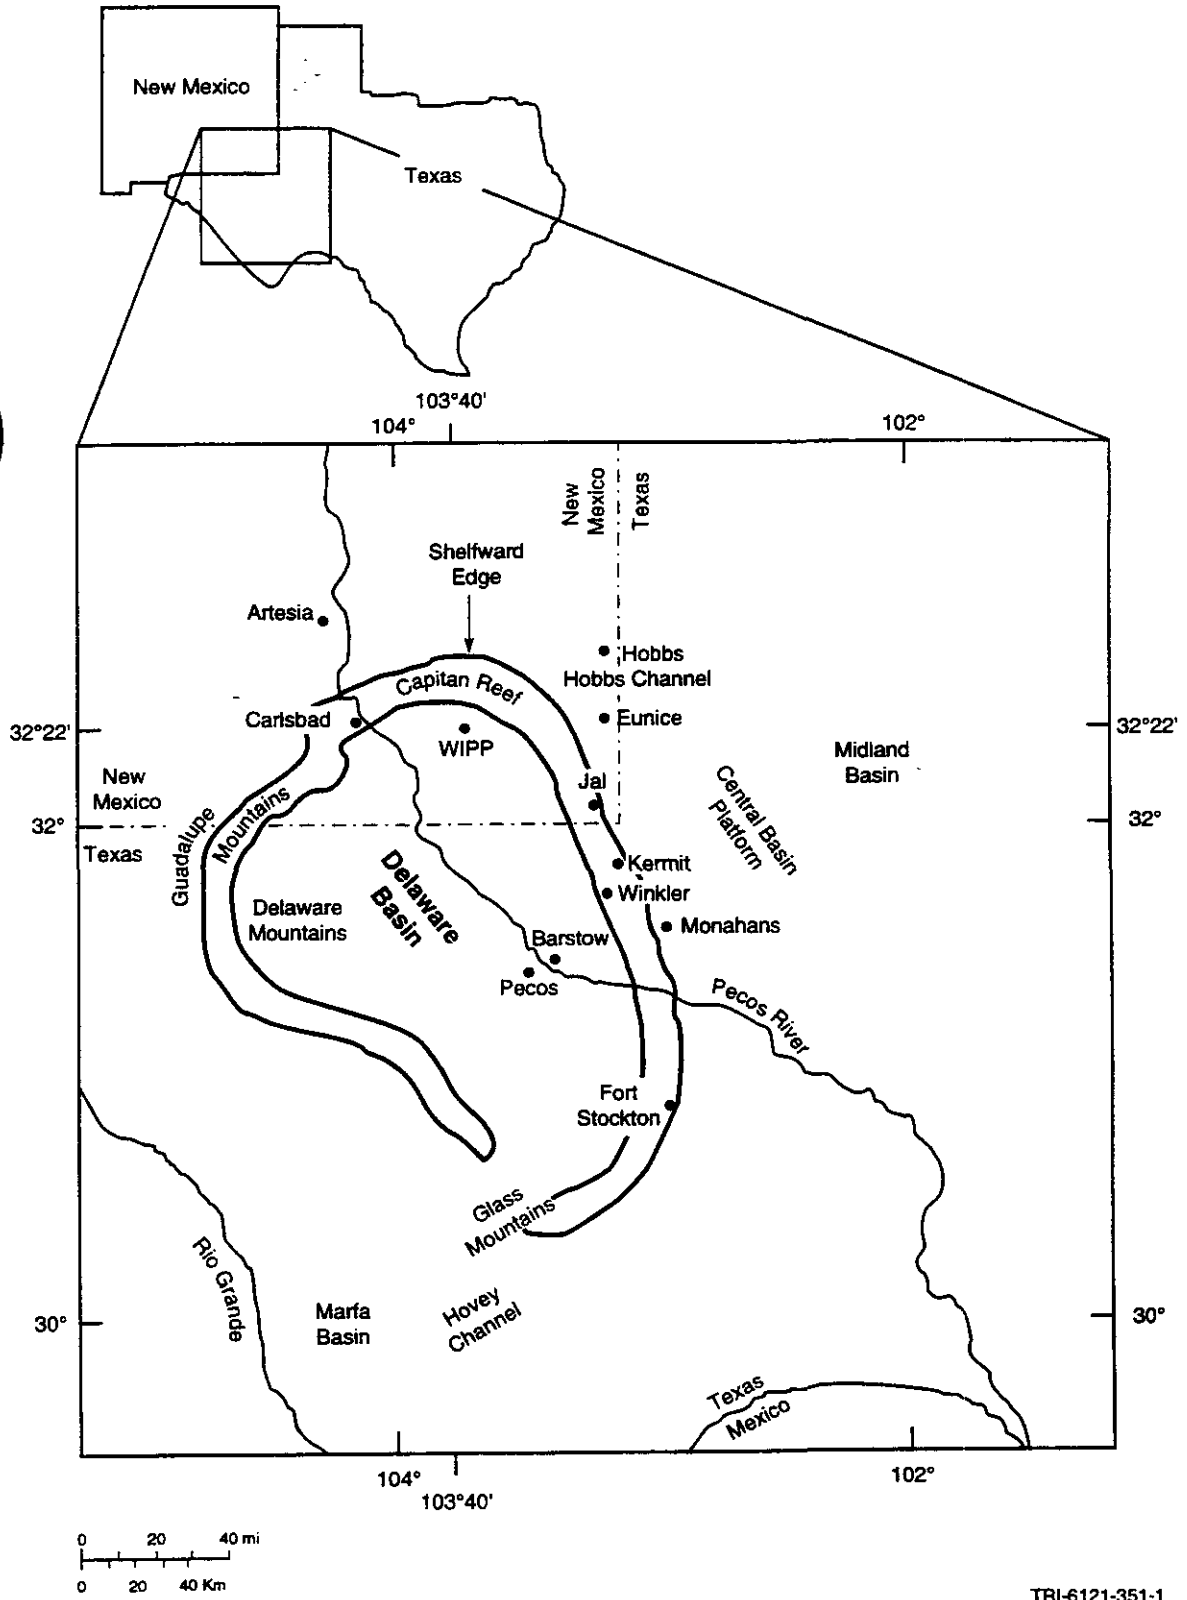 New Mexico
Texas
103°40'
104°
102°
New
Mexico
Texas
Shelfward
Edge
Artesia
Hobbs
Hobbs Channel
Capitan Reef
Carlsbad
Eunice
32°22'
32°22'
WIPP
Midland
Basin
New
Mexico
Jal
Central Basin
Platform
Guadalupe
Mountains
32°
32°
Texas
Kermit
Delaware
Basin
Winkler
Delaware
Mountains
Monahans
Barstow
Pecos
Pecos River
Fort
Stockton
Glass
Mountains
Rio Grande
Marfa
Basin
Hovey
Channel
30°
30°
Texas
Mexico
104°
103°40'
102°
0 20 40 mi
0 20 40 Km
TRI-6121-351-1